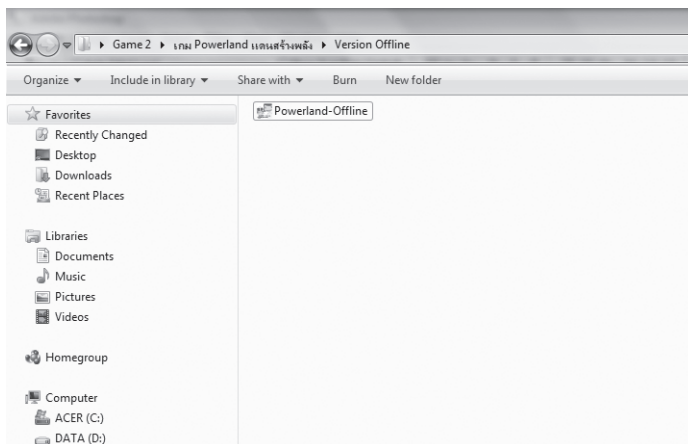 Game 2 ▸ เกม Powerland แดนสร้างพลัง ▸ Version Offline
Organize Include in library Share with Burn New folder
Favorites
Recently Changed
Desktop
Downloads
Recent Places
Libraries
Documents
Music
Pictures
Videos
Homegroup
Computer
ACER (C:)
DATA (D:)
Powerland-Offline